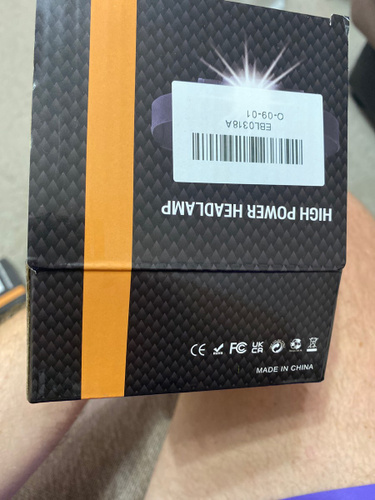 O-09-01
EBL0318A
HIGH POWER HEADLAMP
CE FC UK CA
MADE IN CHINA